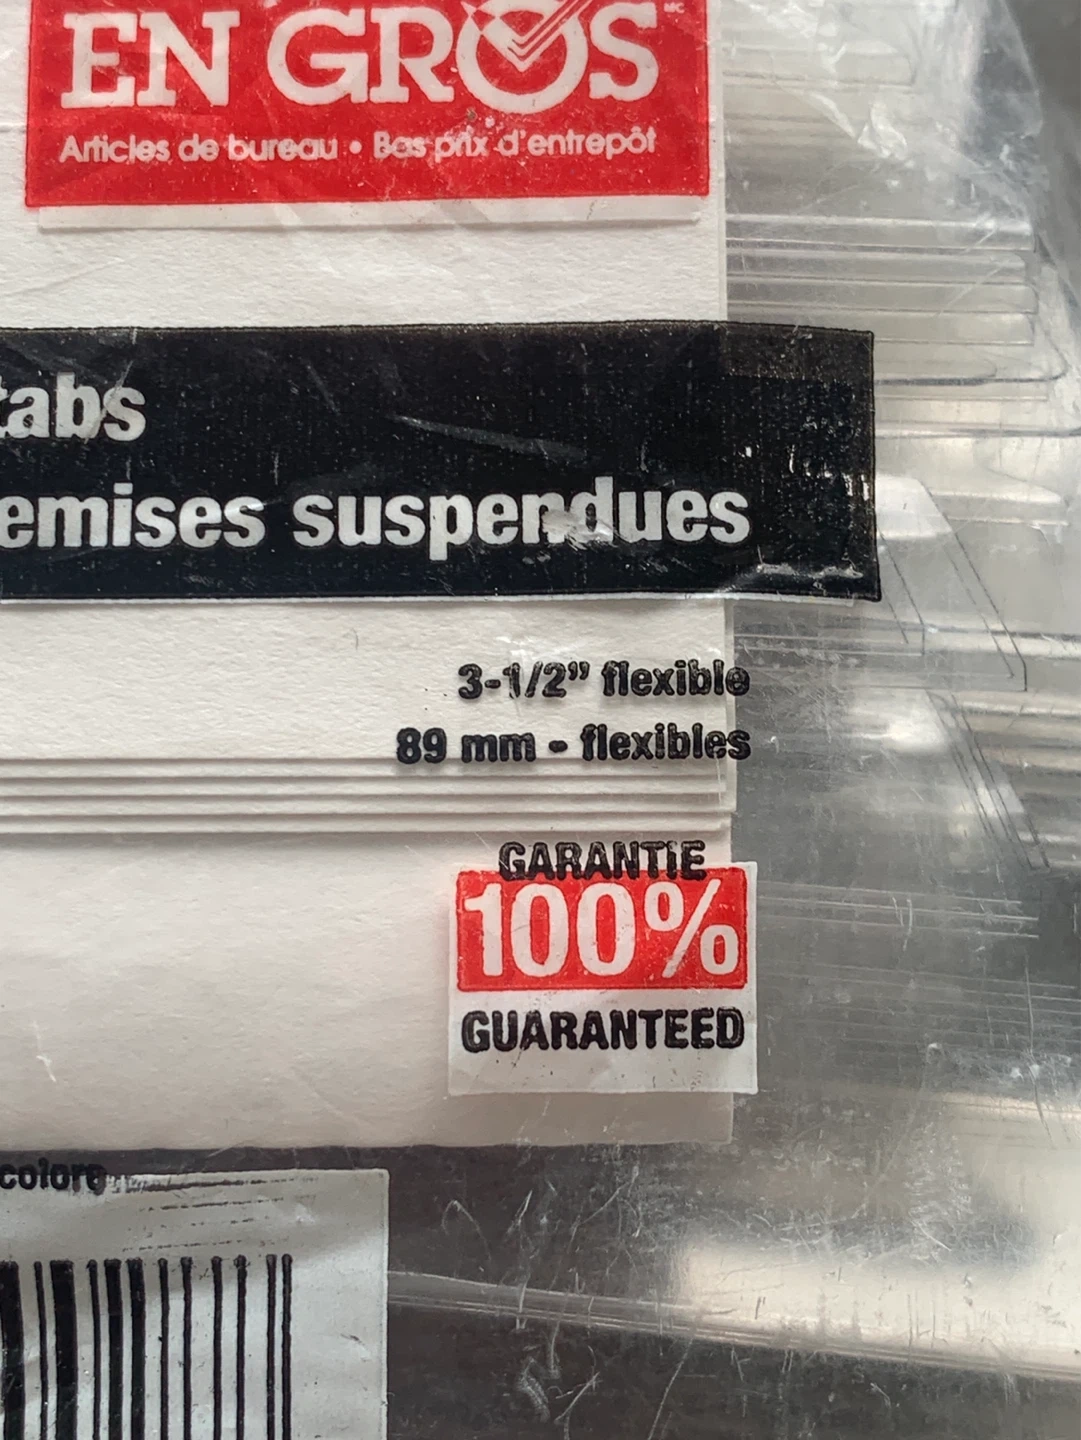 EN GROS MC
Articles de bureau • Bas prix d'entrepôt
tabs
emises suspendues
3-1/2” flexible
89 mm - flexibles
GARANTIE
100%
GUARANTEED
colore